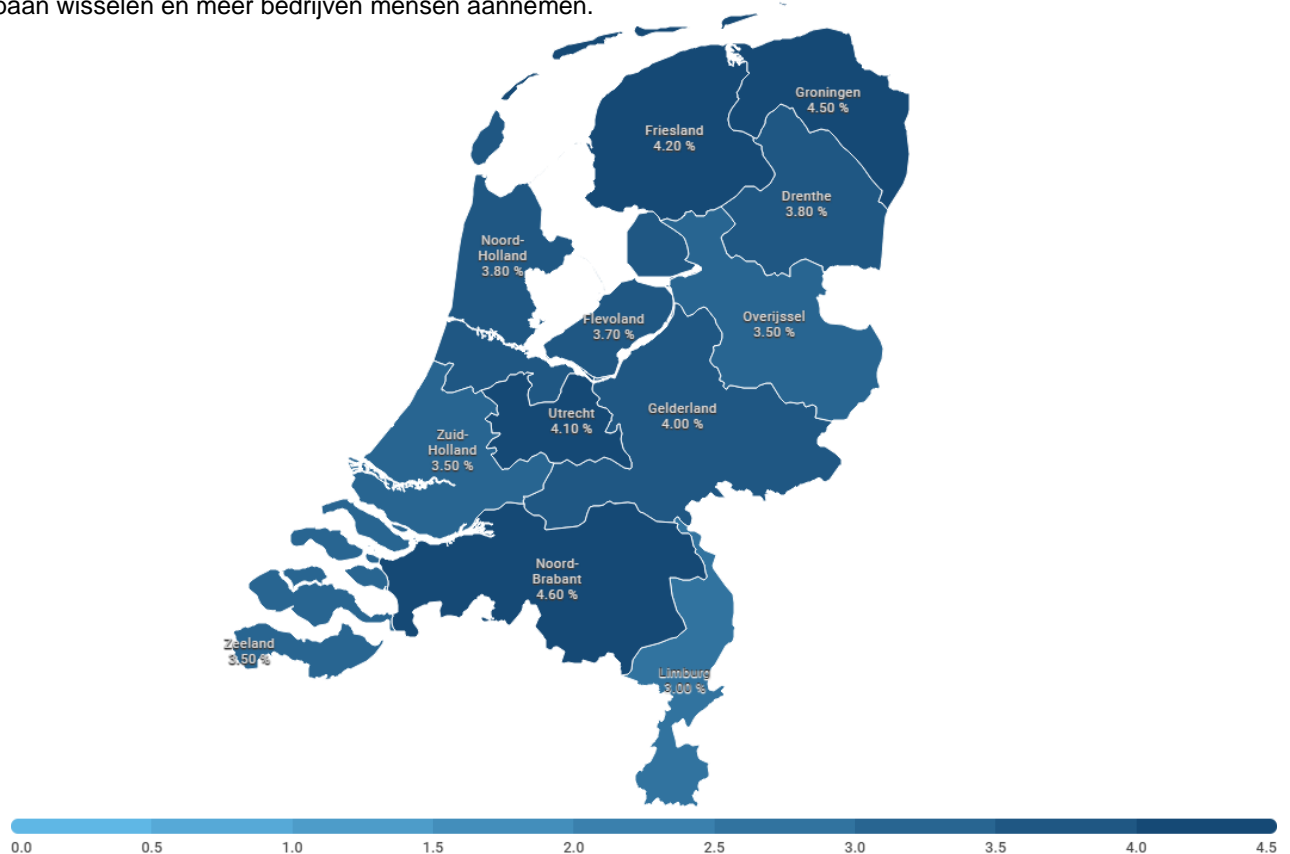 baan wisselen en meer bedrijven mensen aannemen.
Groningen
4.50 %
Friesland
4.20 %
Drenthe
3.80 %
Noord-
Holland
3.80 %
Flevoland
3.70 %
Overijssel
3.50 %
Utrecht
4.10 %
Gelderland
4.00 %
Zuid-
Holland
3.50 %
Noord-
Brabant
4.60 %
Zeeland
3.50 %
Limburg
3.00 %
0.0 0.5 1.0 1.5 2.0 2.5 3.0 3.5 4.0 4.5